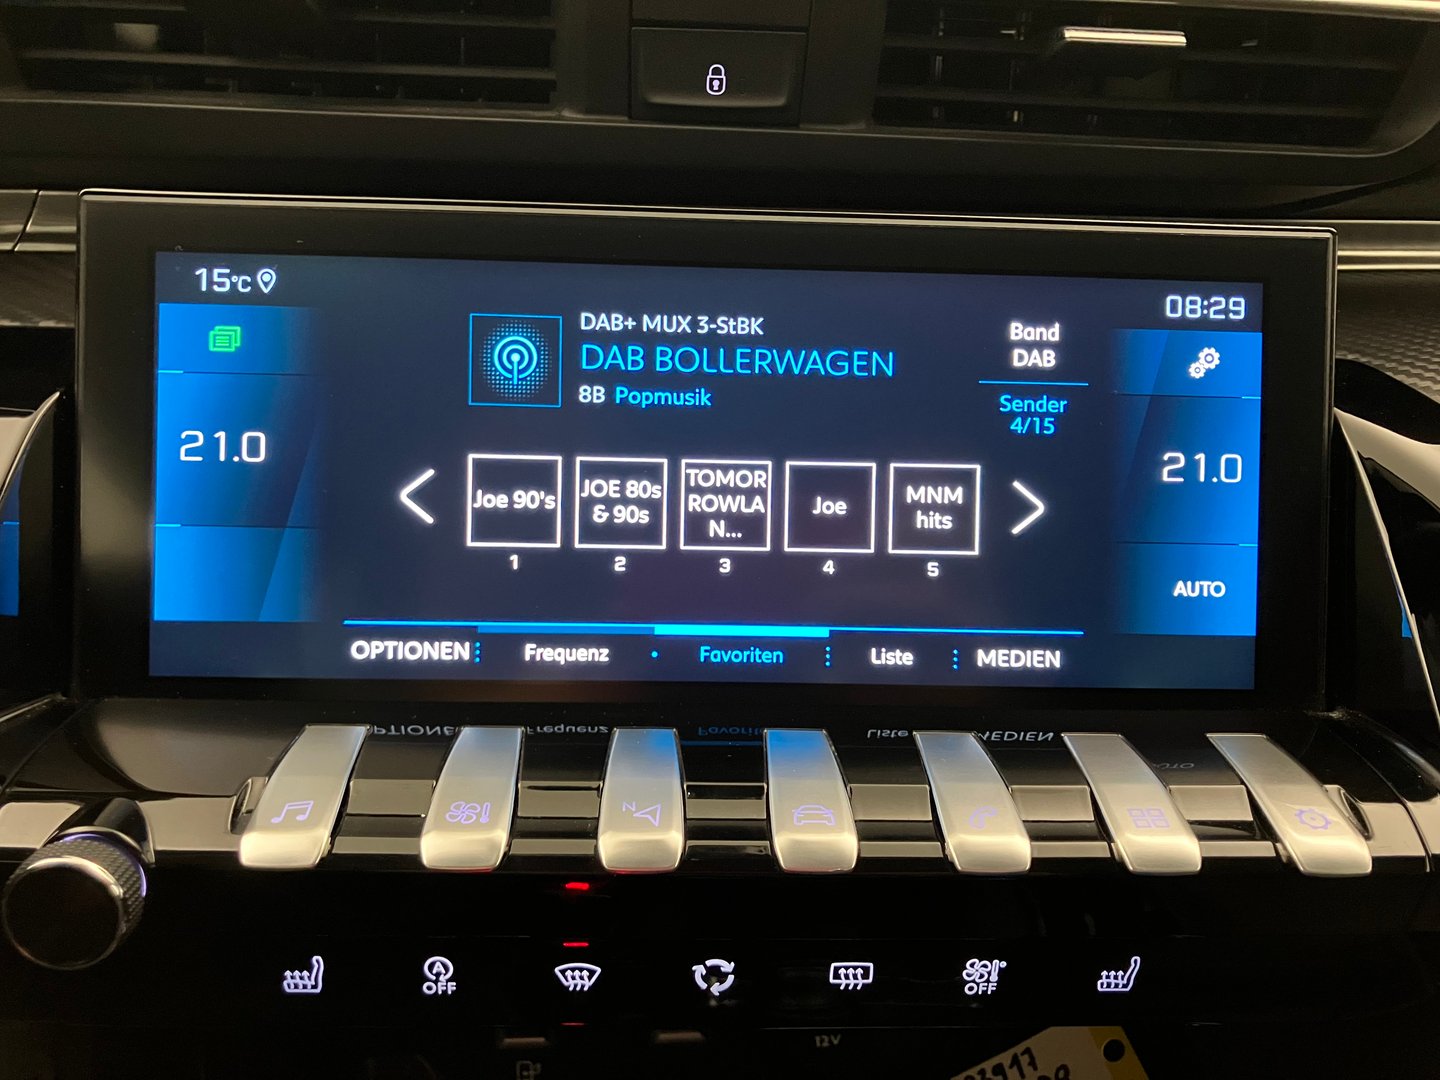 15°C
08:29
DAB+ MUX 3-StBK
DAB BOLLERWAGEN
8B Popmusik
Band
DAB
Sender
4/15
21.0
21.0
AUTO
Joe 90's
JOE 80s
& 90s
TOMOR
ROWLA
N...
Joe
MNM
hits
1
2
3
4
5
OPTIONEN
Frequenz
Favoriten
Liste
MEDIEN
N
A
OFF
OFF
12V